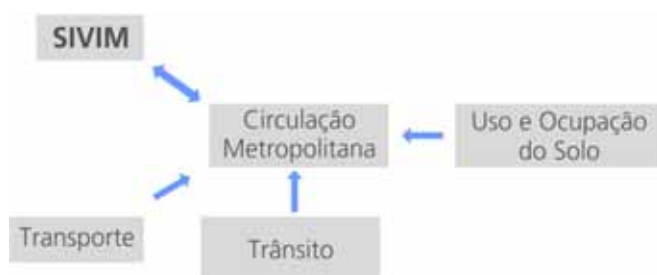 SIVIM
Circulação
Metropolitana
Uso e Ocupação
do Solo
Transporte
Trânsito